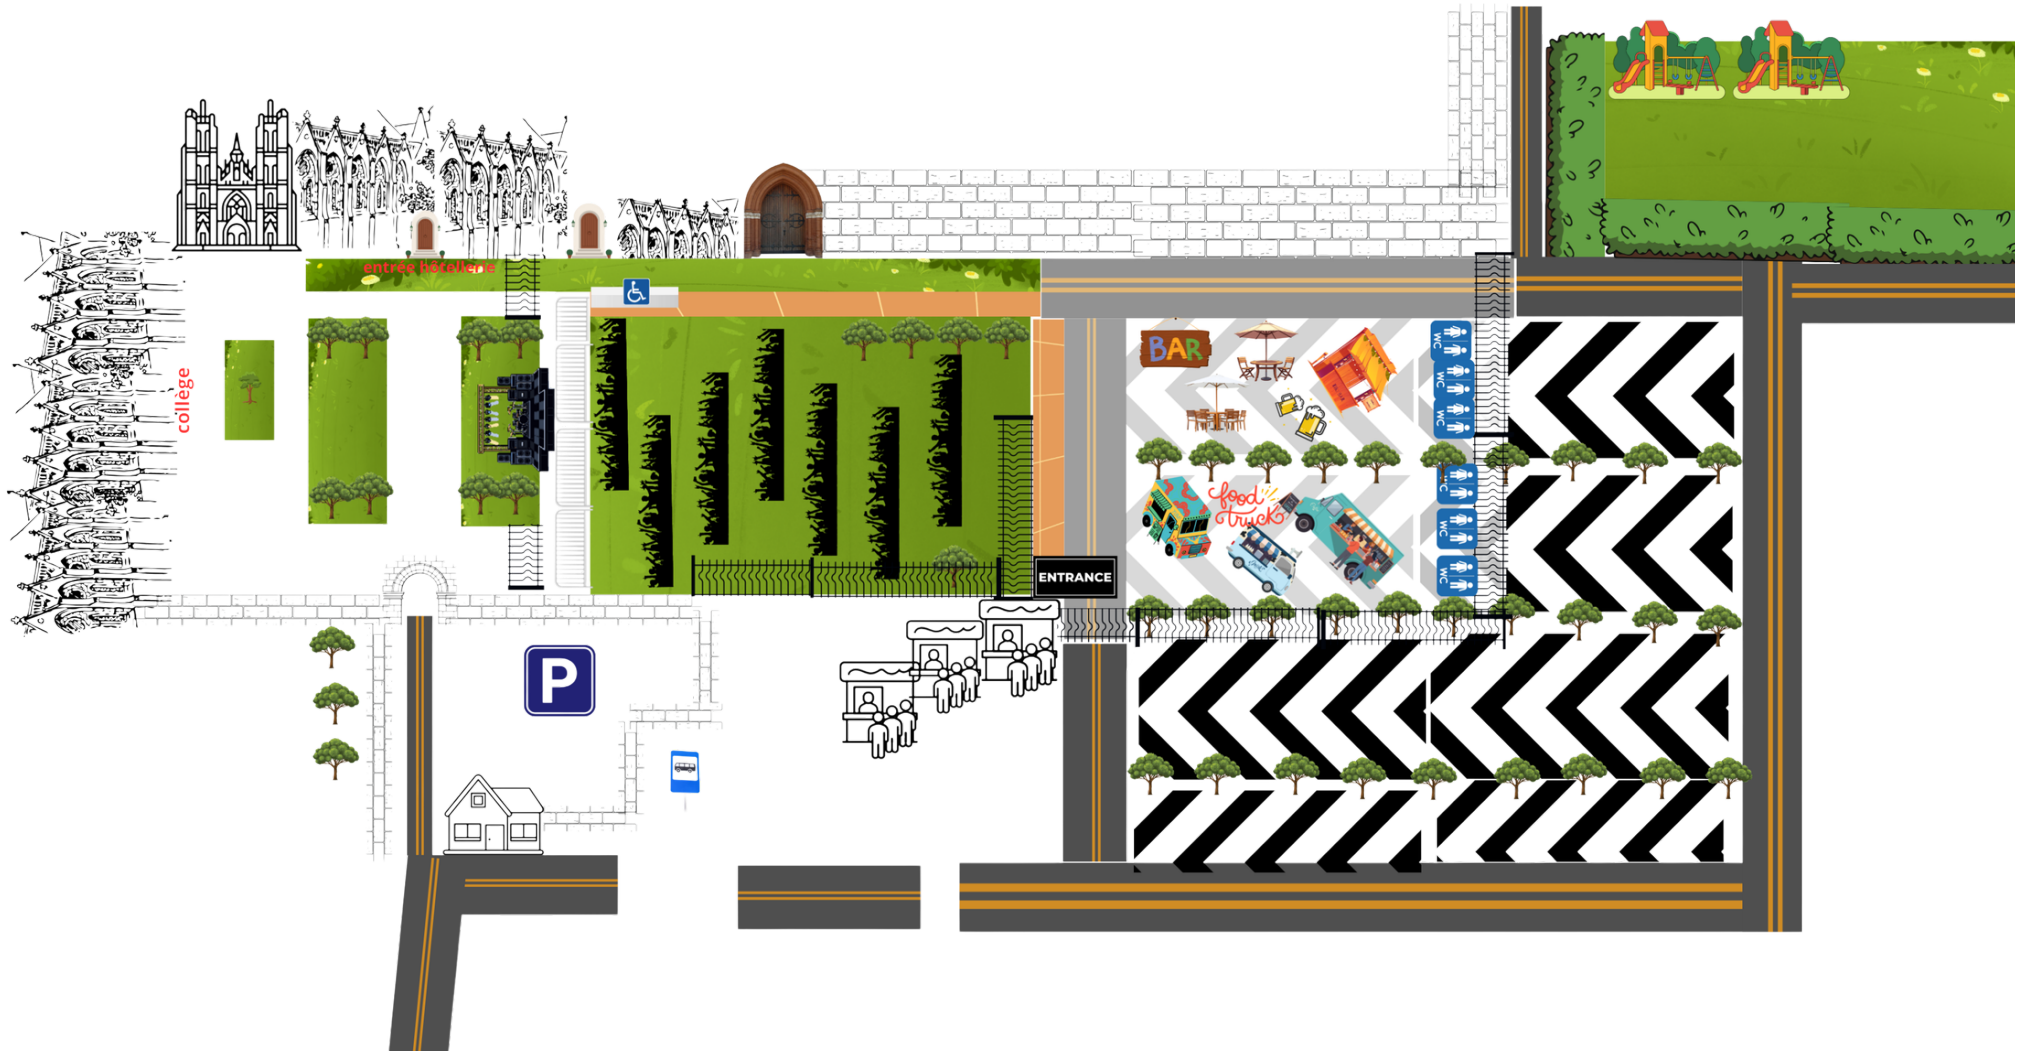 entrée hôtellerie
collège
BAR
WC
WC
WC
food
truck
WC
WC
WC
ENTRANCE
P